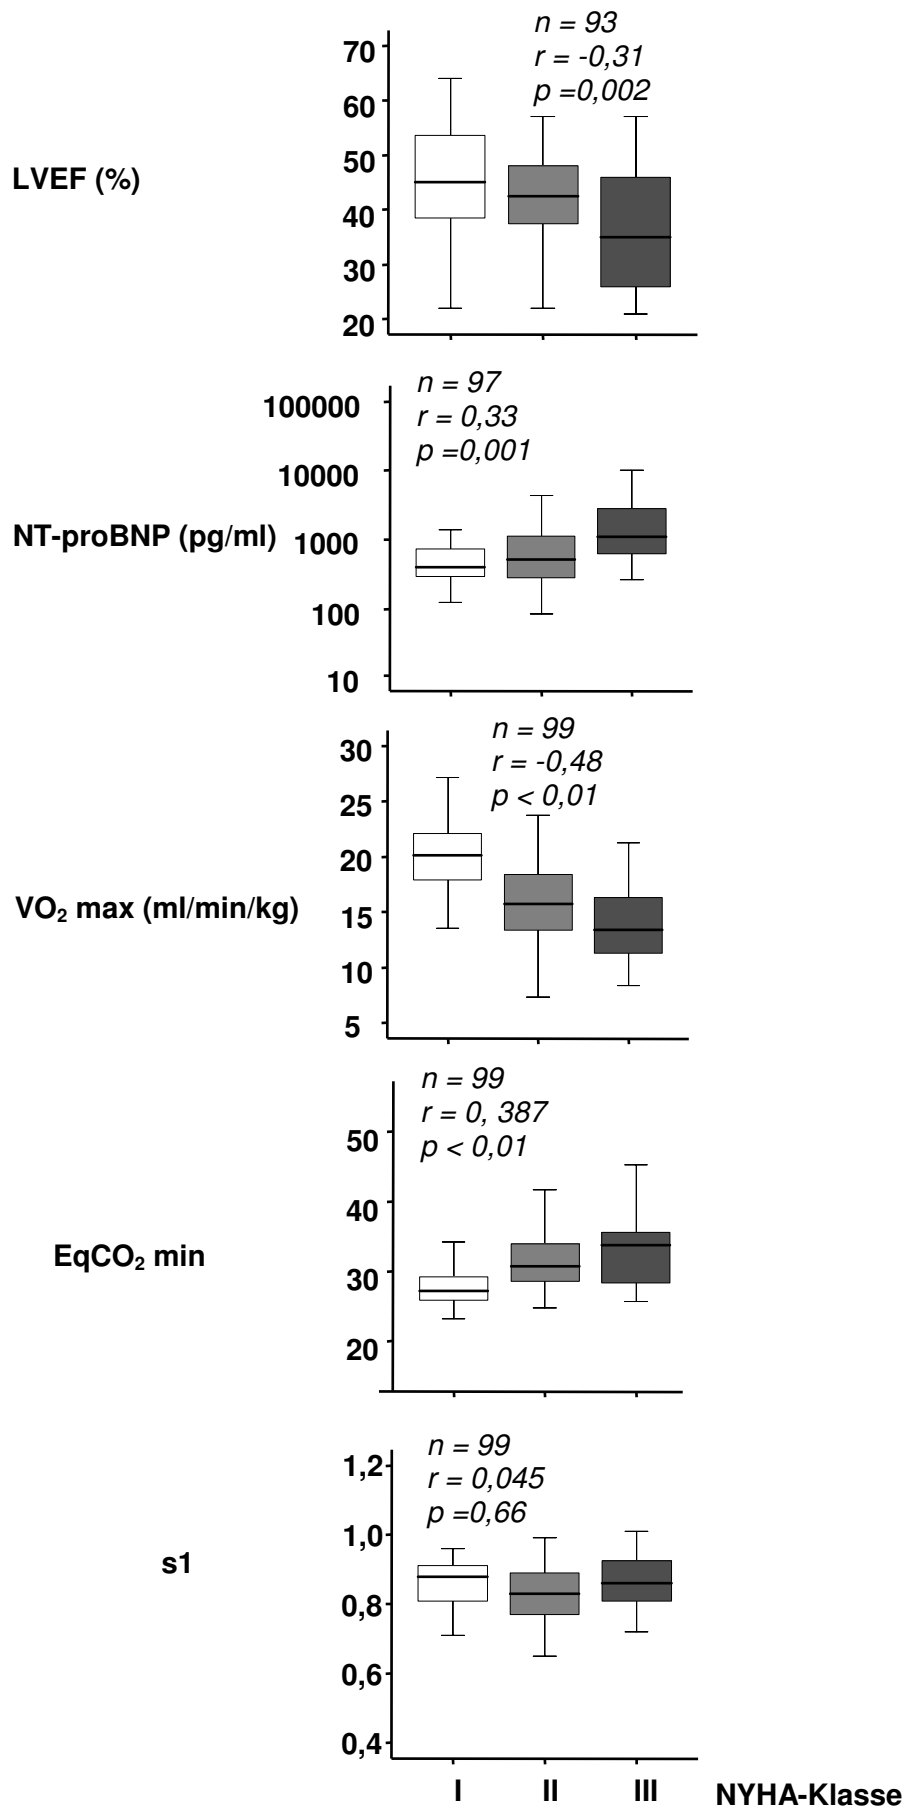 n = 93
r = -0,31
p =0,002
70
60
50
40
30
20
LVEF (%)
n = 97
r = 0,33
p =0,001
100000
10000
1000
100
10
NT-proBNP (pg/ml)
n = 99
r = -0,48
p < 0,01
30
25
20
15
10
5
VO₂ max (ml/min/kg)
n = 99
r = 0, 387
p < 0,01
50
40
30
20
EqCO₂ min
n = 99
r = 0,045
p =0,66
1,2
1,0
0,8
0,6
0,4
s1
I II III NYHA-Klasse